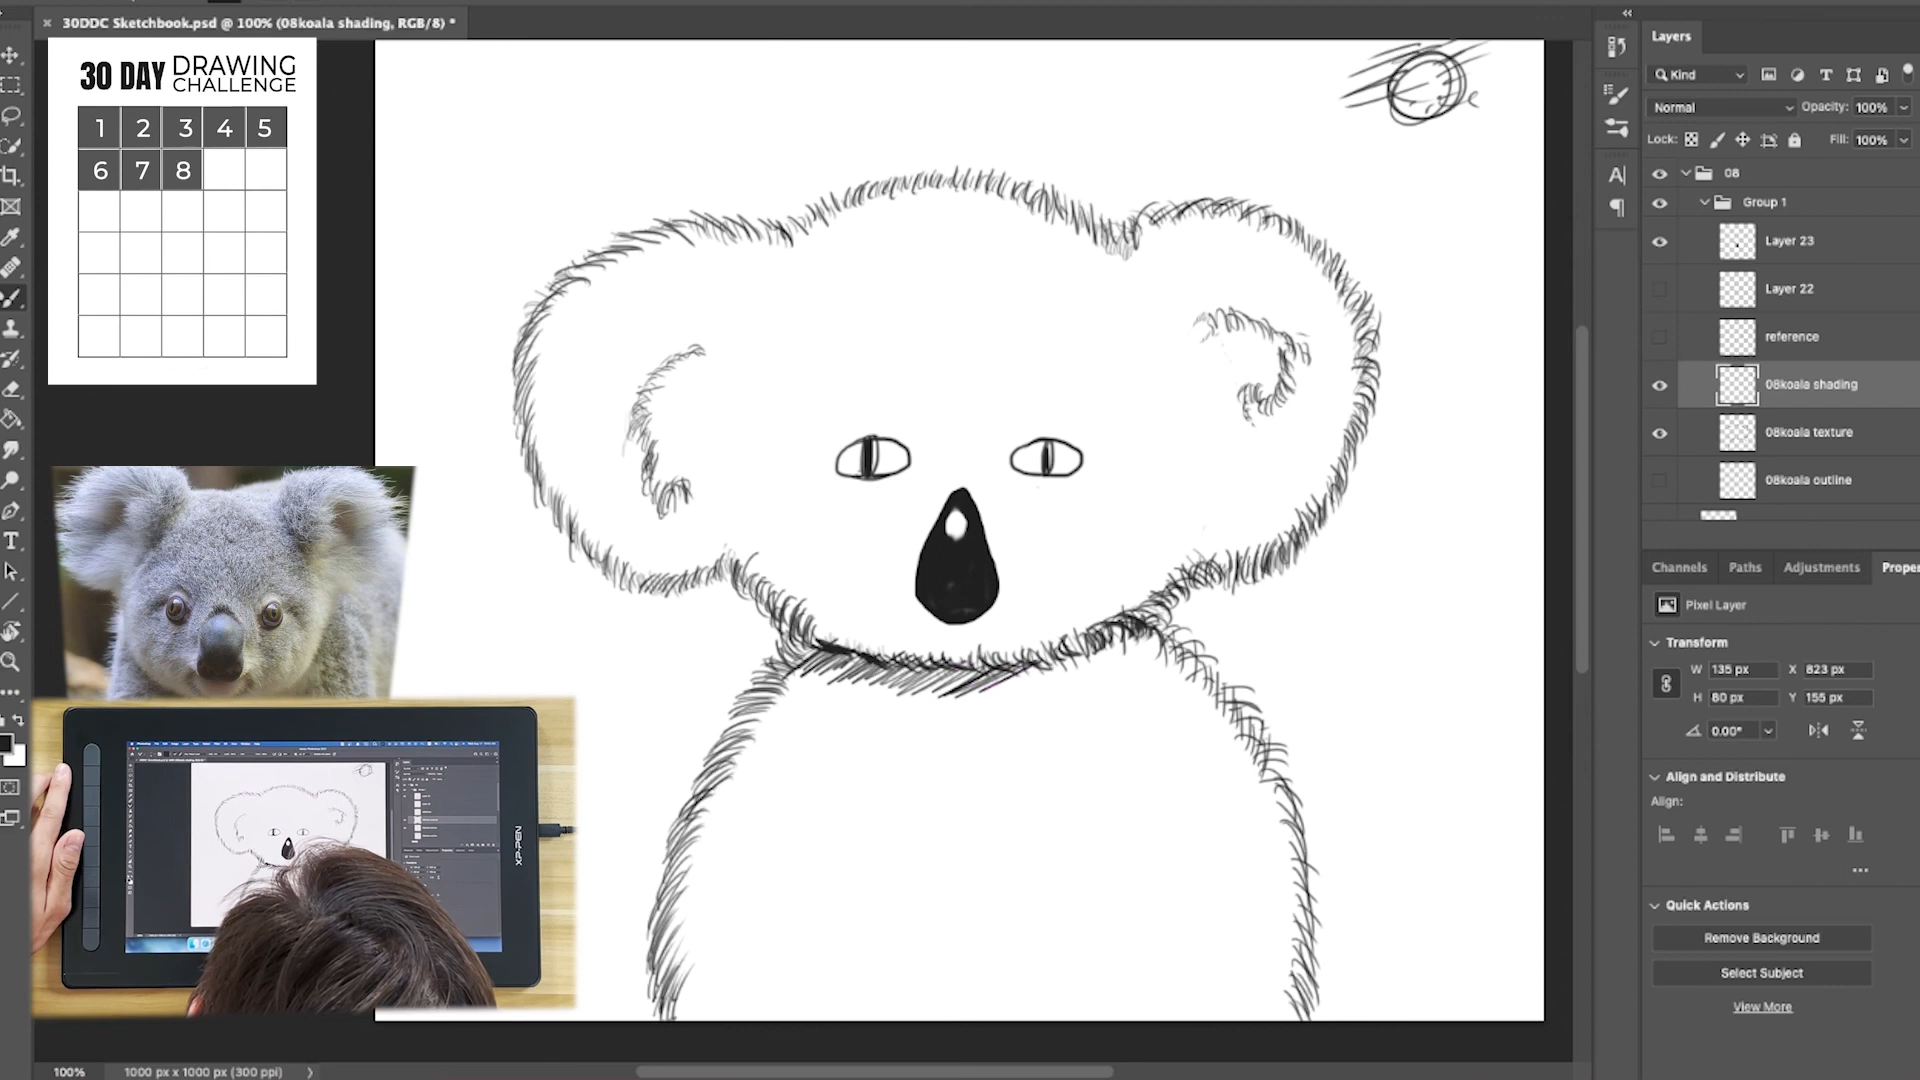 30DDC Sketchbook.psd @ 100% (08koala shading, RGB/8) *
30 DAY DRAWING CHALLENGE
1 2 3 4 5
6 7 8
XP-PEN
100% 1000 px x 1000 px (300 ppi)
Layers
Kind
Normal Opacity: 100%
Lock: Fill: 100%
08
Group 1
Layer 23
Layer 22
reference
08koala shading
08koala texture
08koala outline
Channels Paths Adjustments Proper
Pixel Layer
Transform
W 135 px X 823 px
H 80 px Y 155 px
0.00°
Align and Distribute
Align:
Quick Actions
Remove Background
Select Subject
View More